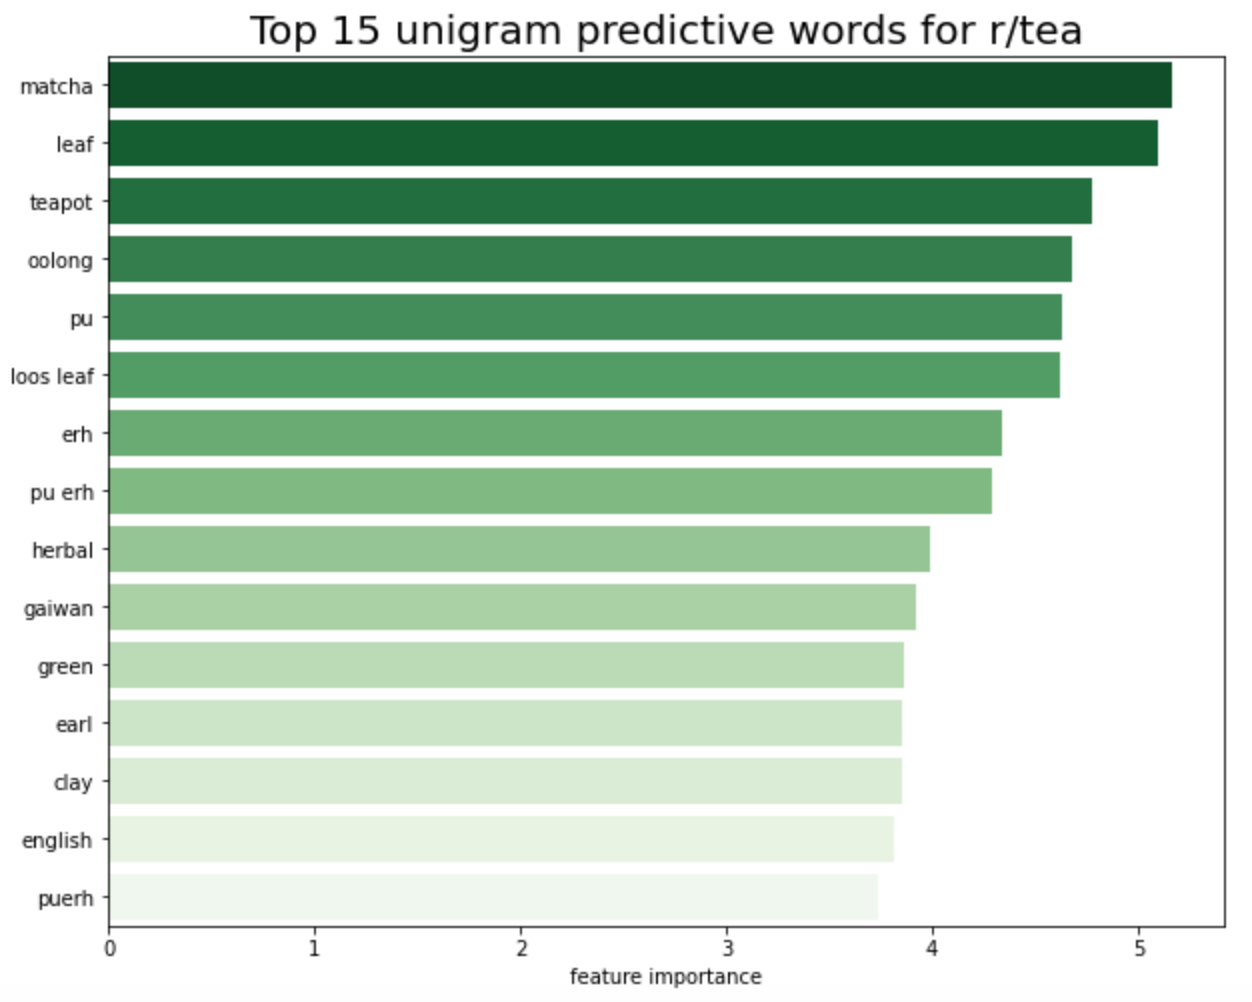 Top 15 unigram predictive words for r/tea
matcha
leaf
teapot
oolong
pu
loos leaf
erh
pu erh
herbal
gaiwan
green
earl
clay
english
puerh
0 1 2 3 4 5
feature importance